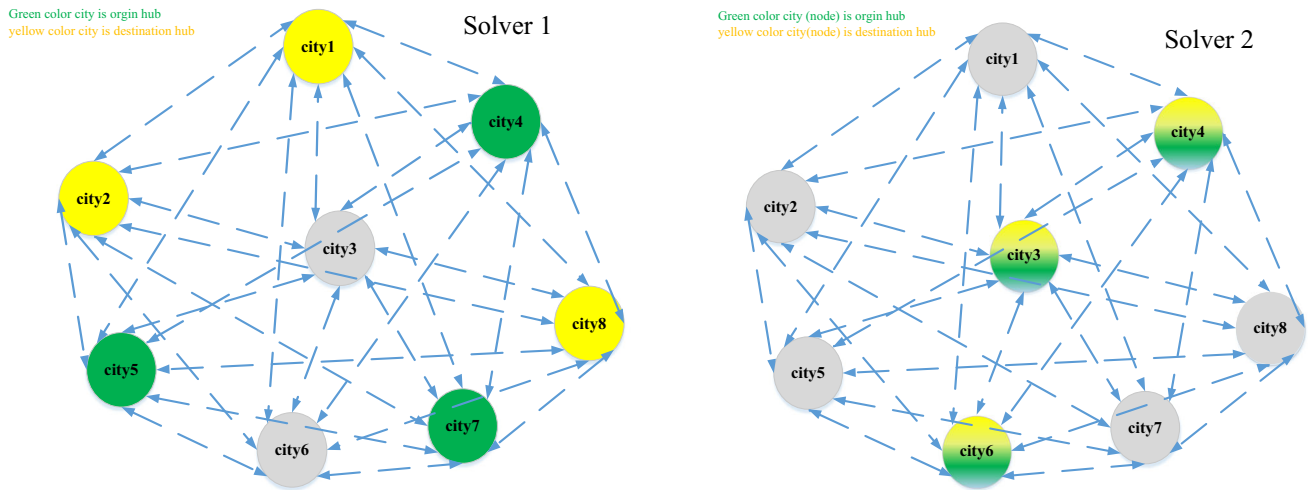 Green color city is orgin hub
yellow color city is destination hub
Solver 1
city1
city4
city2
city3
city8
city5
city7
city6
Green color city (node) is orgin hub
yellow color city(node) is destination hub
Solver 2
city1
city4
city2
city3
city8
city5
city7
city6